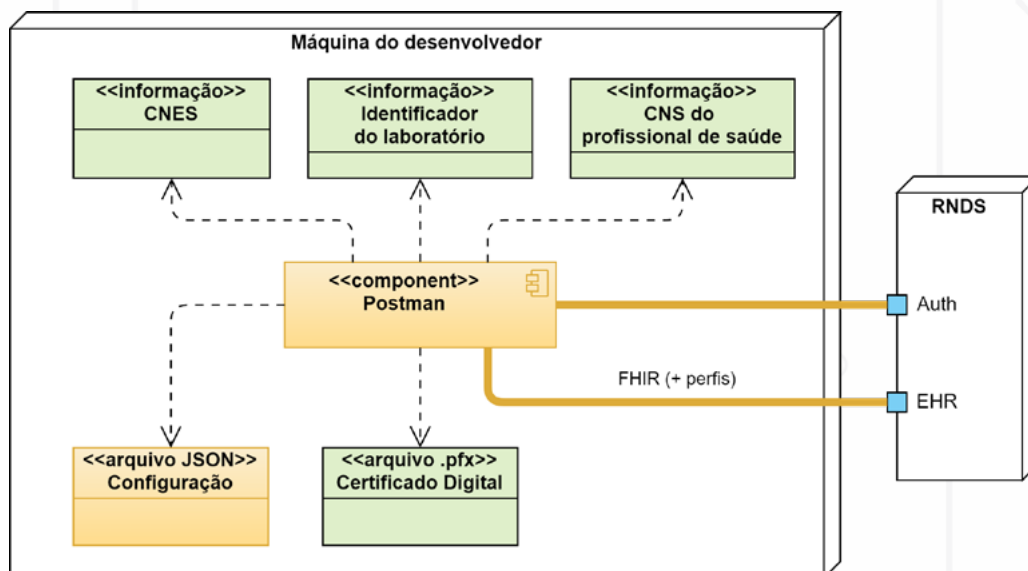 Máquina do desenvolvedor
<<informação>>
CNES
<<informação>>
Identificador
do laboratório
<<informação>>
CNS do
profissional de saúde
RNDS
<<component>>
Postman
Auth
FHIR (+ perfis)
EHR
<<arquivo JSON>>
Configuração
<<arquivo .pfx>>
Certificado Digital